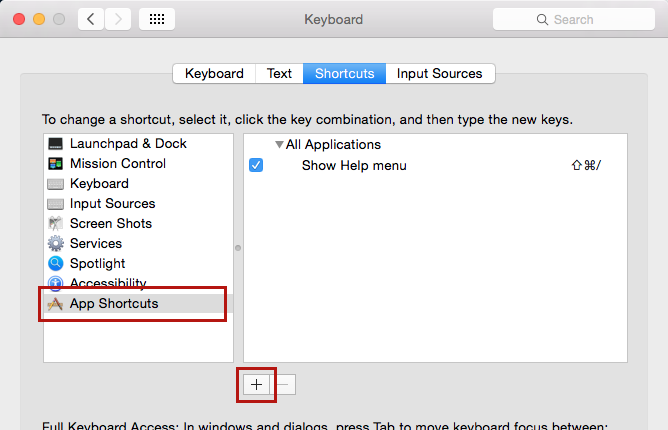 Keyboard
Search
Keyboard Text Shortcuts Input Sources
To change a shortcut, select it, click the key combination, and then type the new keys.
Launchpad & Dock
Mission Control
Keyboard
Input Sources
Screen Shots
Services
Spotlight
Accessibility
App Shortcuts
All Applications
Show Help menu ⇧⌘/
Full Keyboard Access: In windows and dialogs, press Tab to move keyboard focus between: